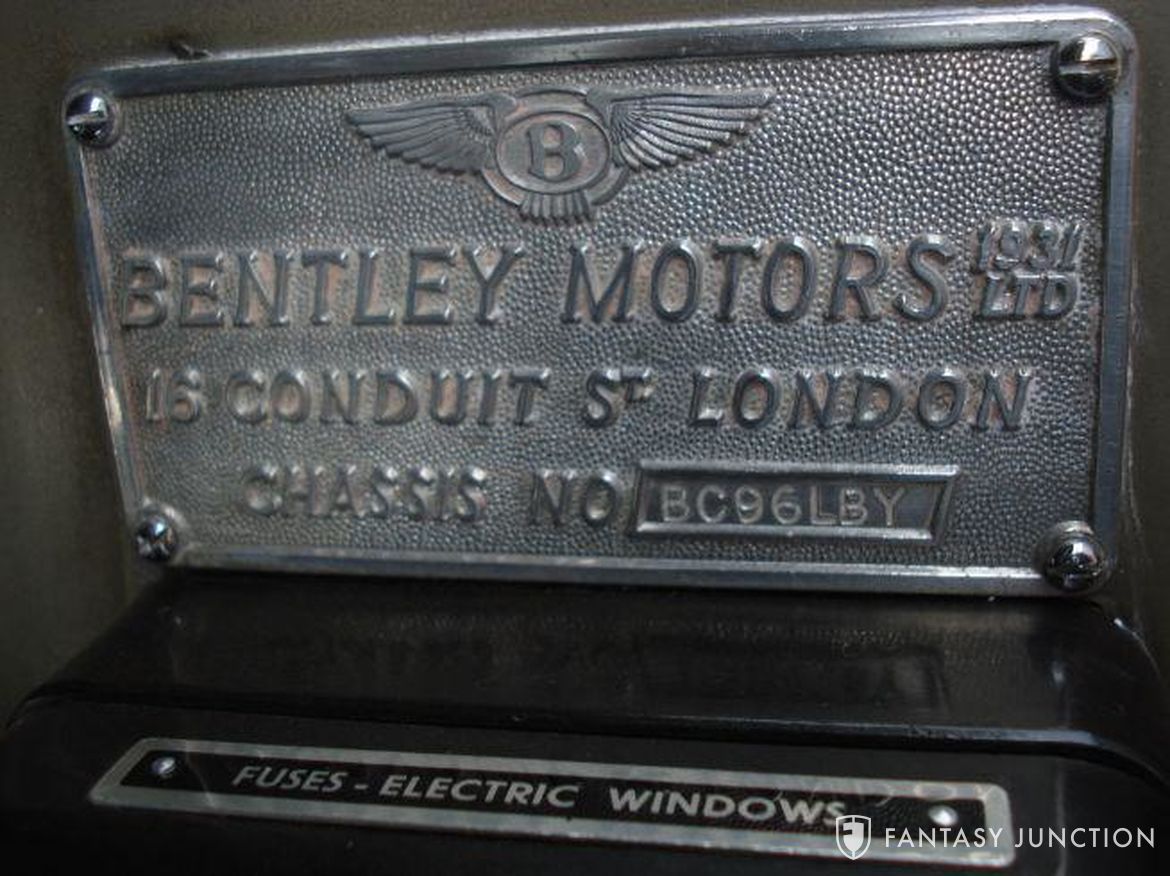 B
BENTLEY MOTORS 1931 LTD
16 CONDUIT ST LONDON
CHASSIS NO BC96LBY
FUSES - ELECTRIC WINDOWS
FANTASY JUNCTION